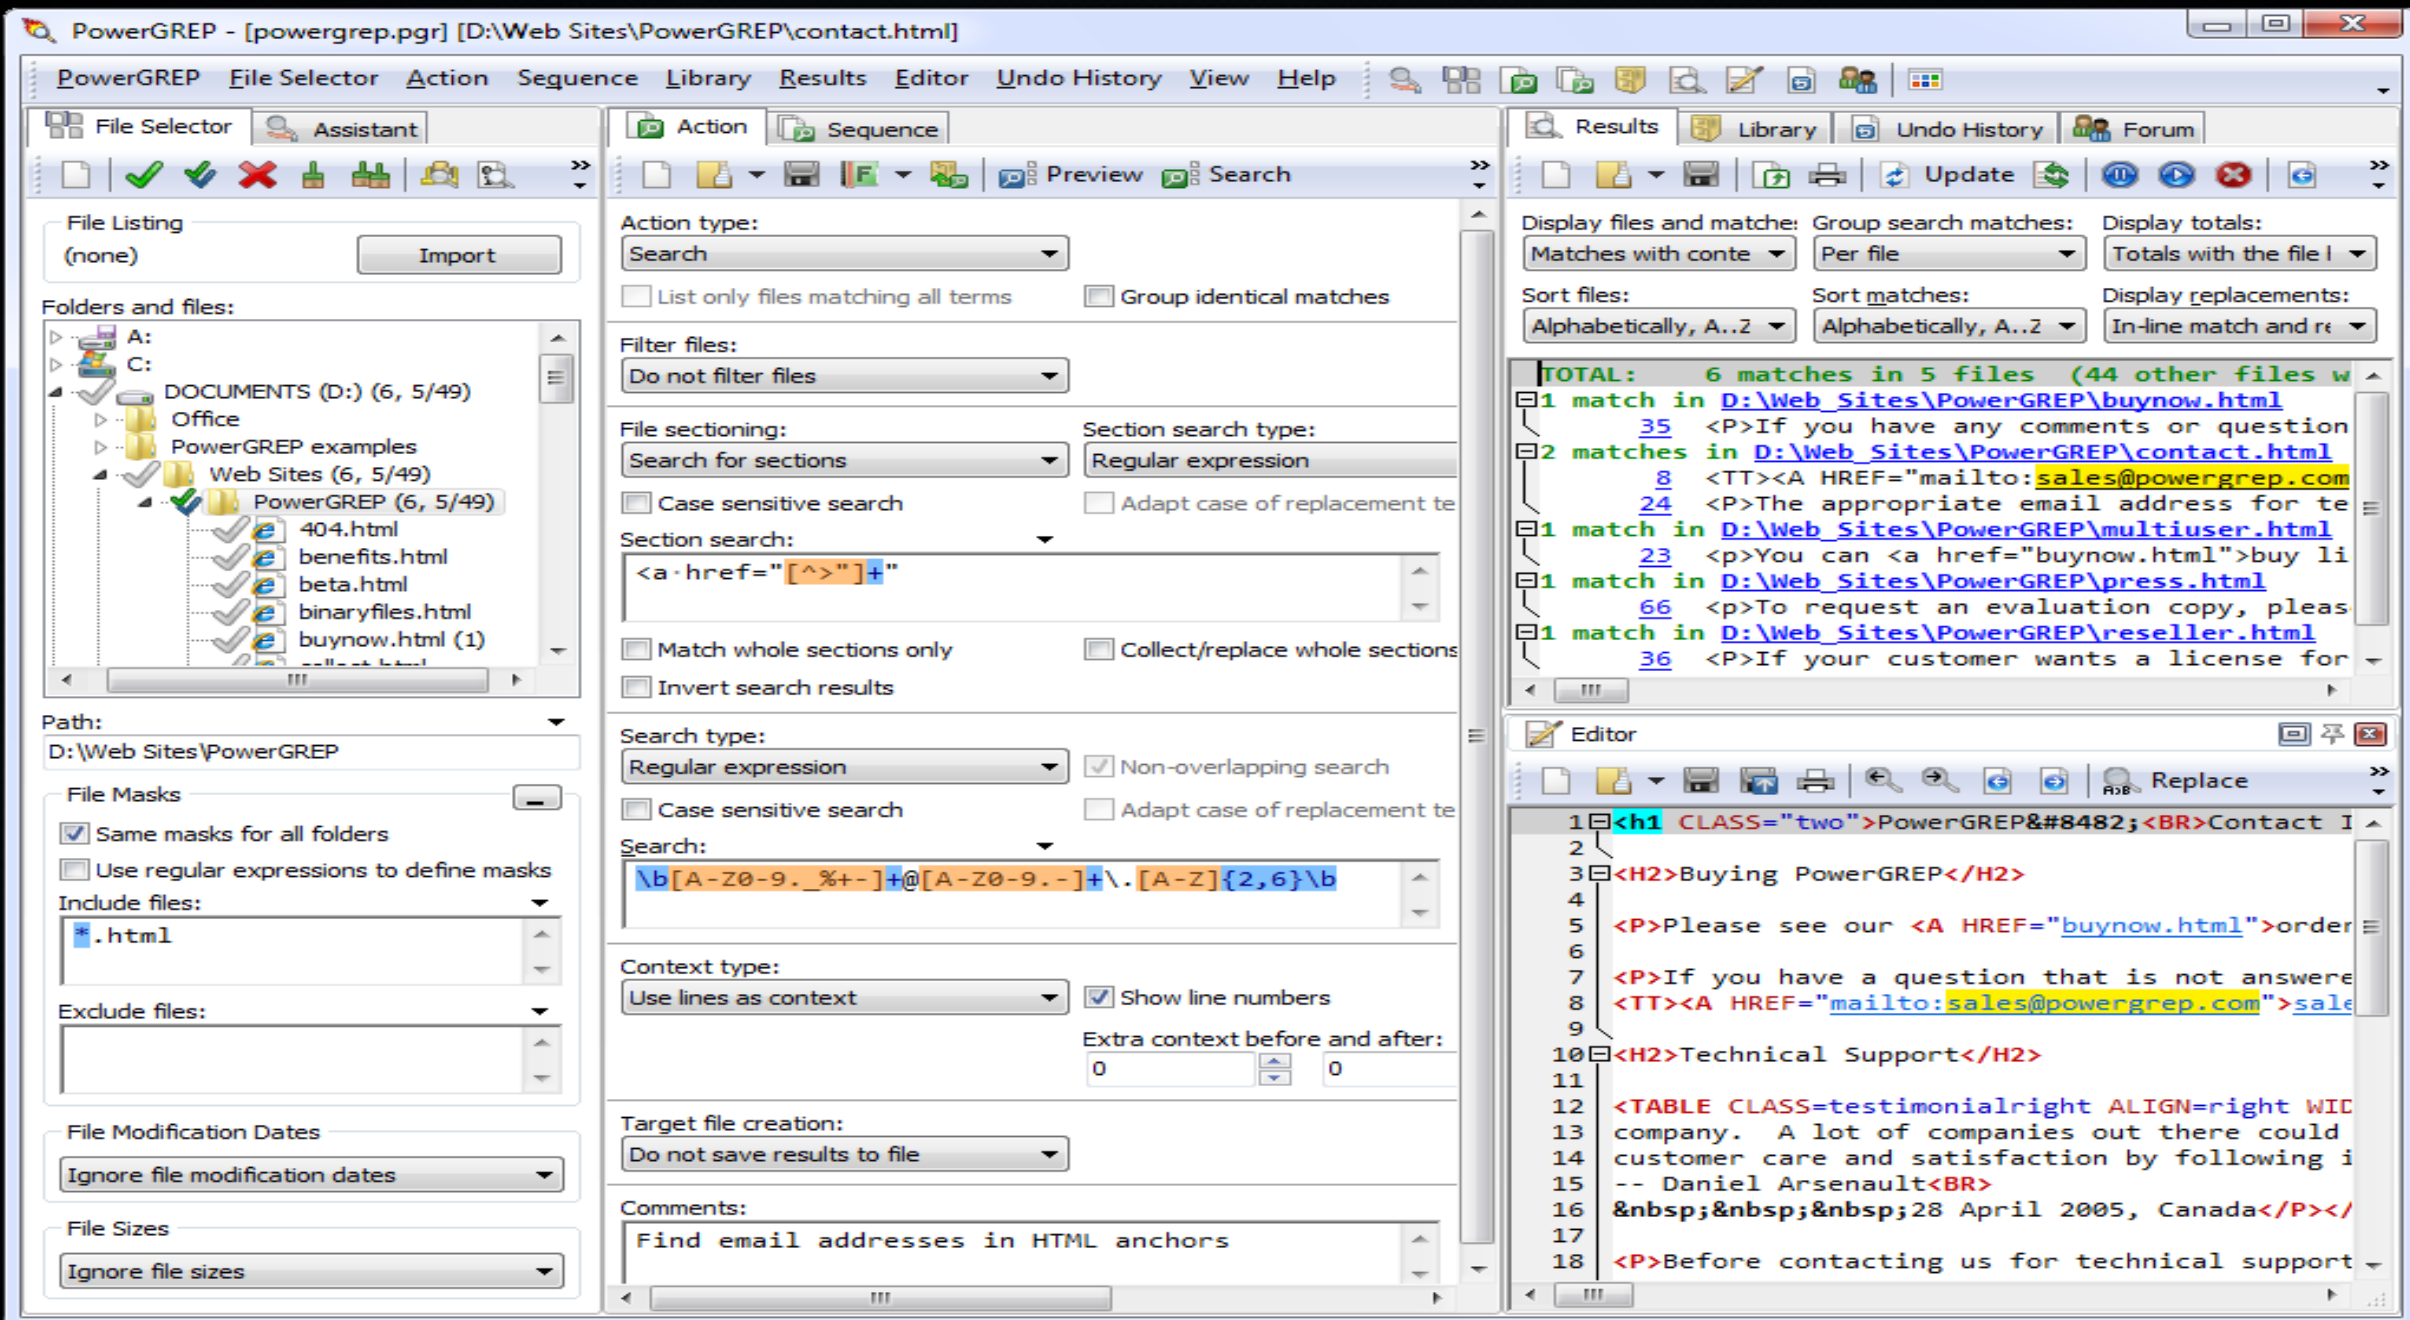 PowerGREP - [powergrep.pgr] [D:\Web Sites\PowerGREP\contact.html]
PowerGREP File Selector Action Sequence Library Results Editor Undo History View Help
File Selector Assistant
File Listing
(none) Import
Folders and files:
A:
C:
DOCUMENTS (D:) (6, 5/49)
Office
PowerGREP examples
Web Sites (6, 5/49)
PowerGREP (6, 5/49)
404.html
benefits.html
beta.html
binaryfiles.html
buynow.html (1)
Path:
D:\Web Sites\PowerGREP
File Masks
Same masks for all folders
Use regular expressions to define masks
Include files:
*.html
Exclude files:
File Modification Dates
Ignore file modification dates
File Sizes
Ignore file sizes
Action Sequence
Preview Search
Action type:
Search
List only files matching all terms Group identical matches
Filter files:
Do not filter files
File sectioning: Section search type:
Search for sections Regular expression
Case sensitive search Adapt case of replacement te
Section search:
<a·href="[^>"]+"
Match whole sections only Collect/replace whole sections
Invert search results
Search type:
Regular expression Non-overlapping search
Case sensitive search Adapt case of replacement te
Search:
\b[A-Z0-9._%+-]+@[A-Z0-9.-]+\.[A-Z]{2,6}\b
Context type:
Use lines as context Show line numbers
Extra context before and after:
0 0
Target file creation:
Do not save results to file
Comments:
Find email addresses in HTML anchors
Results Library Undo History Forum
Update
Display files and matche: Group search matches: Display totals:
Matches with conte Per file Totals with the file l
Sort files: Sort matches: Display replacements:
Alphabetically, A..Z Alphabetically, A..Z In-line match and re
TOTAL: 6 matches in 5 files (44 other files w
1 match in D:\Web Sites\PowerGREP\buynow.html
35 <P>If you have any comments or question
2 matches in D:\Web Sites\PowerGREP\contact.html
8 <TT><A HREF="mailto:sales@powergrep.com
24 <P>The appropriate email address for te
1 match in D:\Web Sites\PowerGREP\multiuser.html
23 <p>You can <a href="buynow.html">buy li
1 match in D:\Web Sites\PowerGREP\press.html
66 <p>To request an evaluation copy, pleas
1 match in D:\Web Sites\PowerGREP\reseller.html
36 <P>If your customer wants a license for
Editor
Replace
1 <h1 CLASS="two">PowerGREP&#8482;<BR>Contact I
2
3 <H2>Buying PowerGREP</H2>
4
5 <P>Please see our <A HREF="buynow.html">order
6
7 <P>If you have a question that is not answere
8 <TT><A HREF="mailto:sales@powergrep.com">sale
9
10 <H2>Technical Support</H2>
11
12 <TABLE CLASS=testimonialright ALIGN=right WID
13 company. A lot of companies out there could
14 customer care and satisfaction by following i
15 -- Daniel Arsenault<BR>
16 &nbsp;&nbsp;&nbsp;28 April 2005, Canada</P></
17
18 <P>Before contacting us for technical support